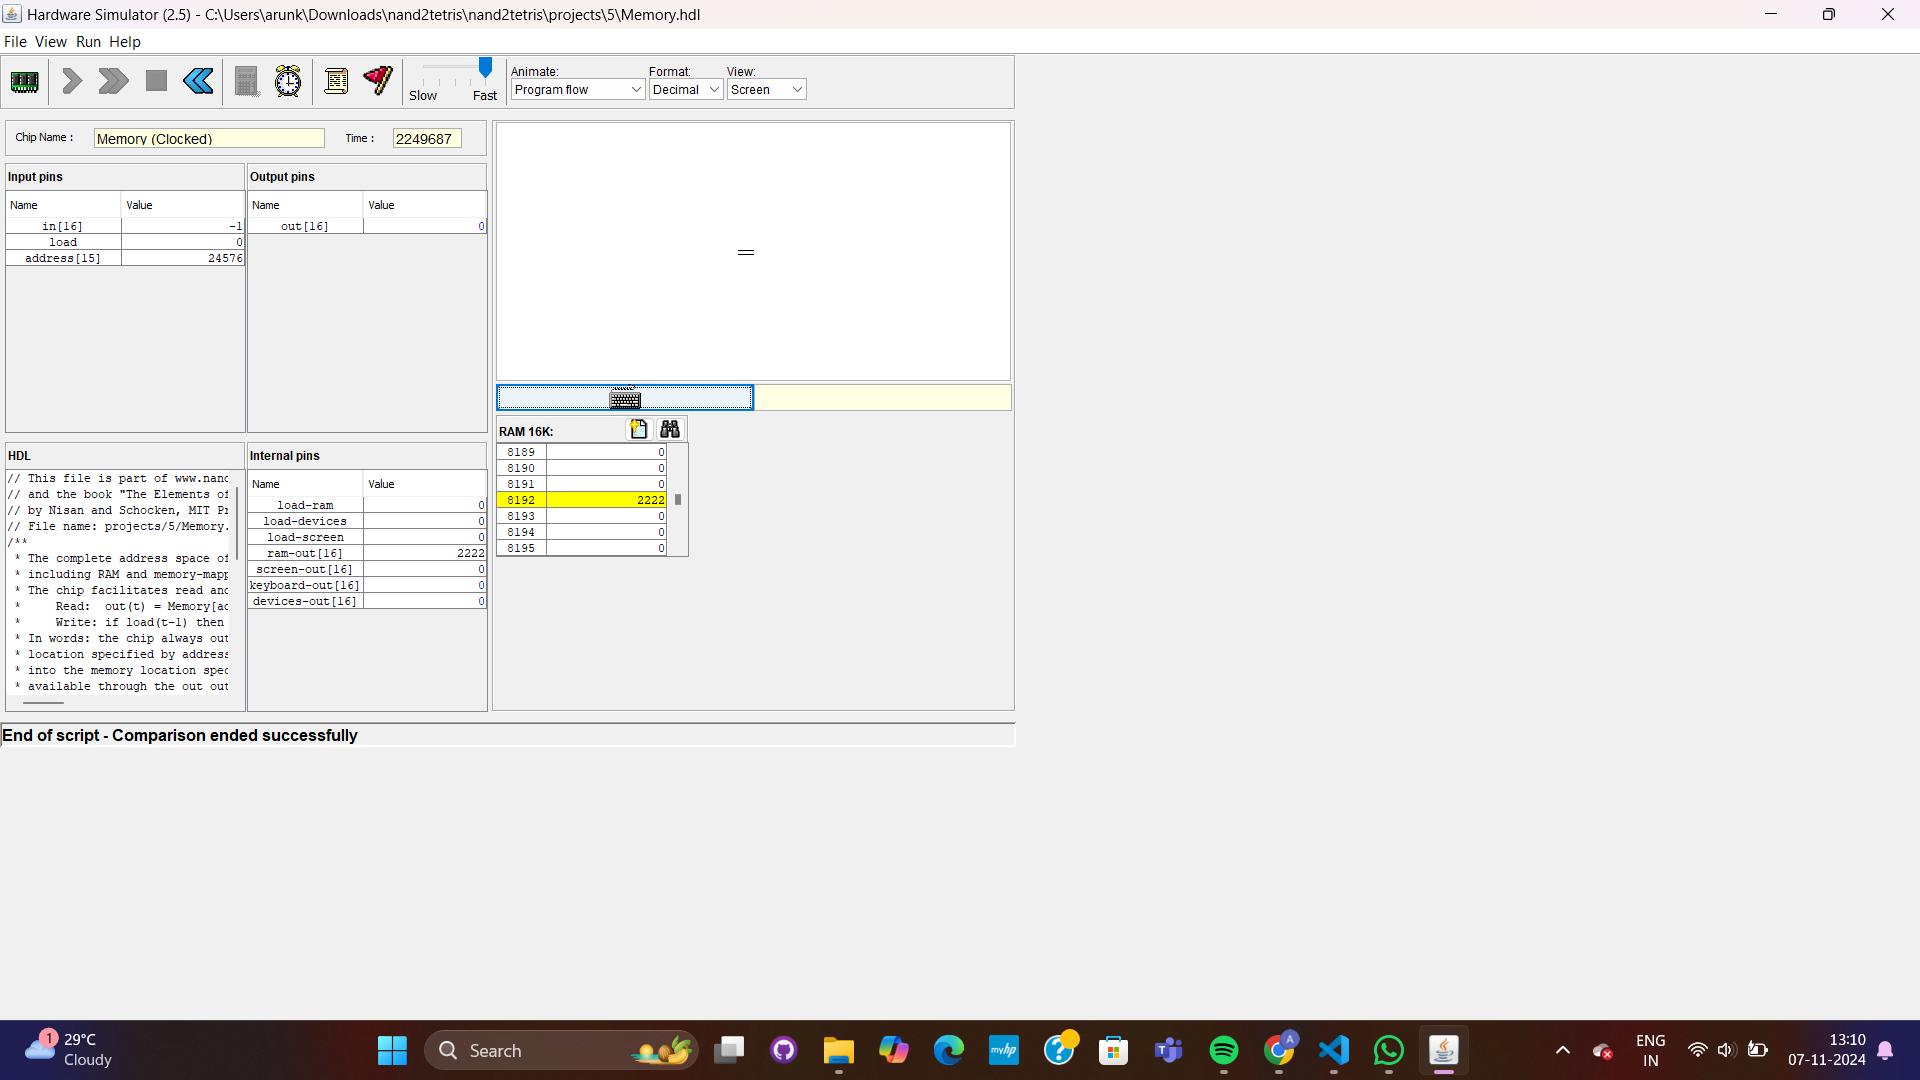 Hardware Simulator (2.5) - C:\Users\arunk\Downloads\nand2tetris\nand2tetris\projects\5\Memory.hdl
File View Run Help
Slow Fast
Animate: Format: View:
Program flow Decimal Screen
Chip Name : Memory (Clocked) Time : 2249687
Input pins
Name Value
in[16] -1
load 0
address[15] 24576
Output pins
Name Value
out[16] 0
RAM 16K:
8189 0
8190 0
8191 0
8192 2222
8193 0
8194 0
8195 0
HDL
// This file is part of www.nand
// and the book "The Elements of
// by Nisan and Schocken, MIT Pr
// File name: projects/5/Memory.
/**
* The complete address space of
* including RAM and memory-mapp
* The chip facilitates read and
* Read: out(t) = Memory[ad
* Write: if load(t-1) then
* In words: the chip always out
* location specified by address
* into the memory location spec
* available through the out out
Internal pins
Name Value
load-ram 0
load-devices 0
load-screen 0
ram-out[16] 2222
screen-out[16] 0
keyboard-out[16] 0
devices-out[16] 0
End of script - Comparison ended successfully
1
29°C
Cloudy
Search
myhp
A
ENG
IN
13:10
07-11-2024